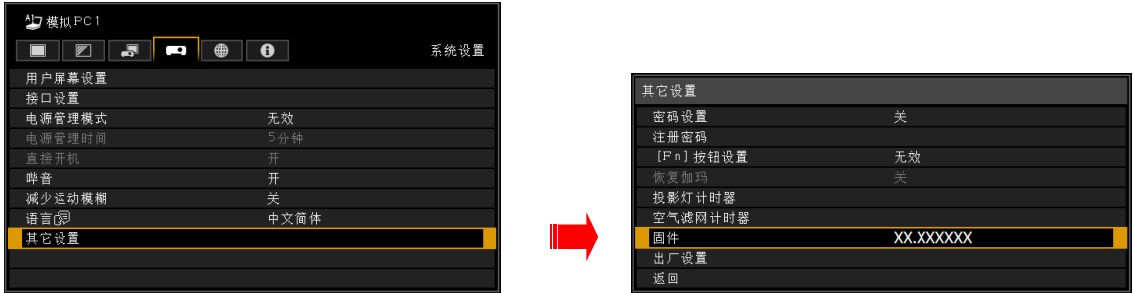 模拟PC1
系统设置
用户屏幕设置
接口设置
电源管理模式 无效
电源管理时间 5分钟
直接开机 开
哔音 开
减少运动模糊 关
语言 中文简体
其它设置
其它设置
密码设置 关
注册密码
[Fn]按钮设置 无效
恢复伽玛 关
投影灯计时器
空气滤网计时器
固件 XX.XXXXXX
出厂设置
返回